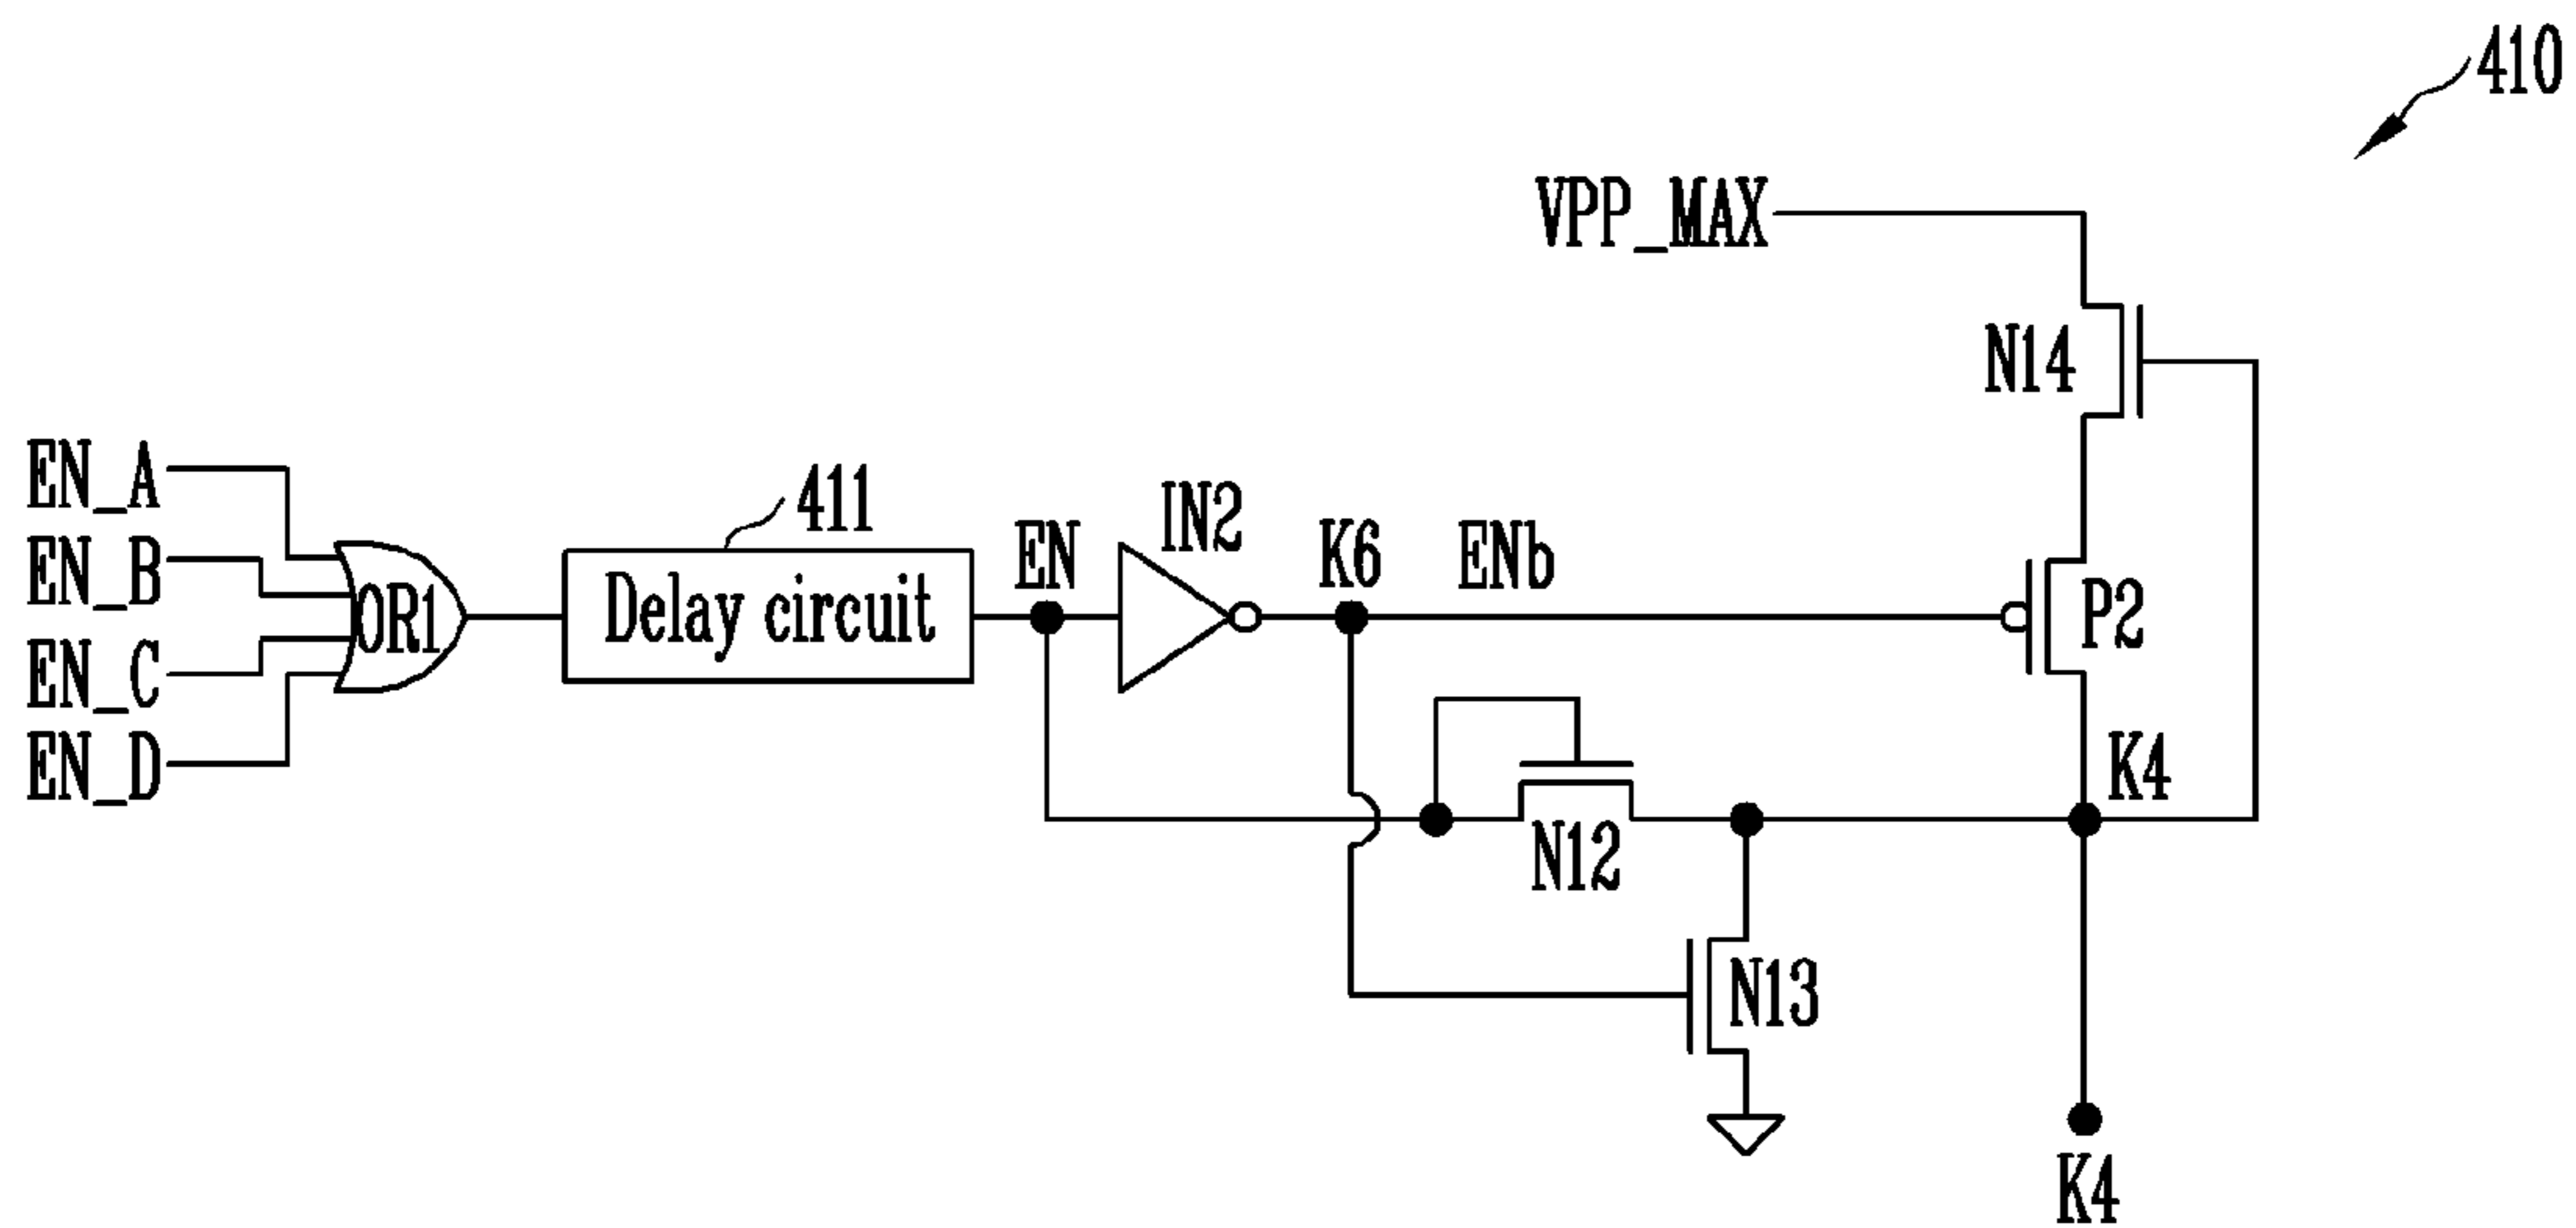 410
VPP_MAX
N14
EN_A
EN_B
EN_C
EN_D
OR1
411
Delay circuit
EN
IN2
K6
ENb
P2
K4
N12
N13
K4